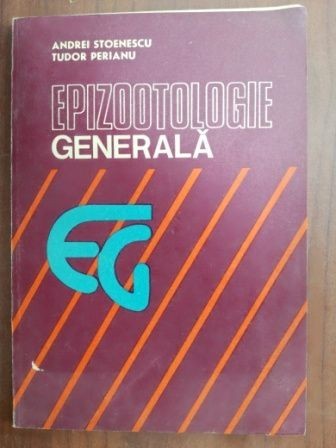 ANDREI STOENESCU
TUDOR PERIANU
EPIZOOTOLOGIE
GENERALĂ
EG